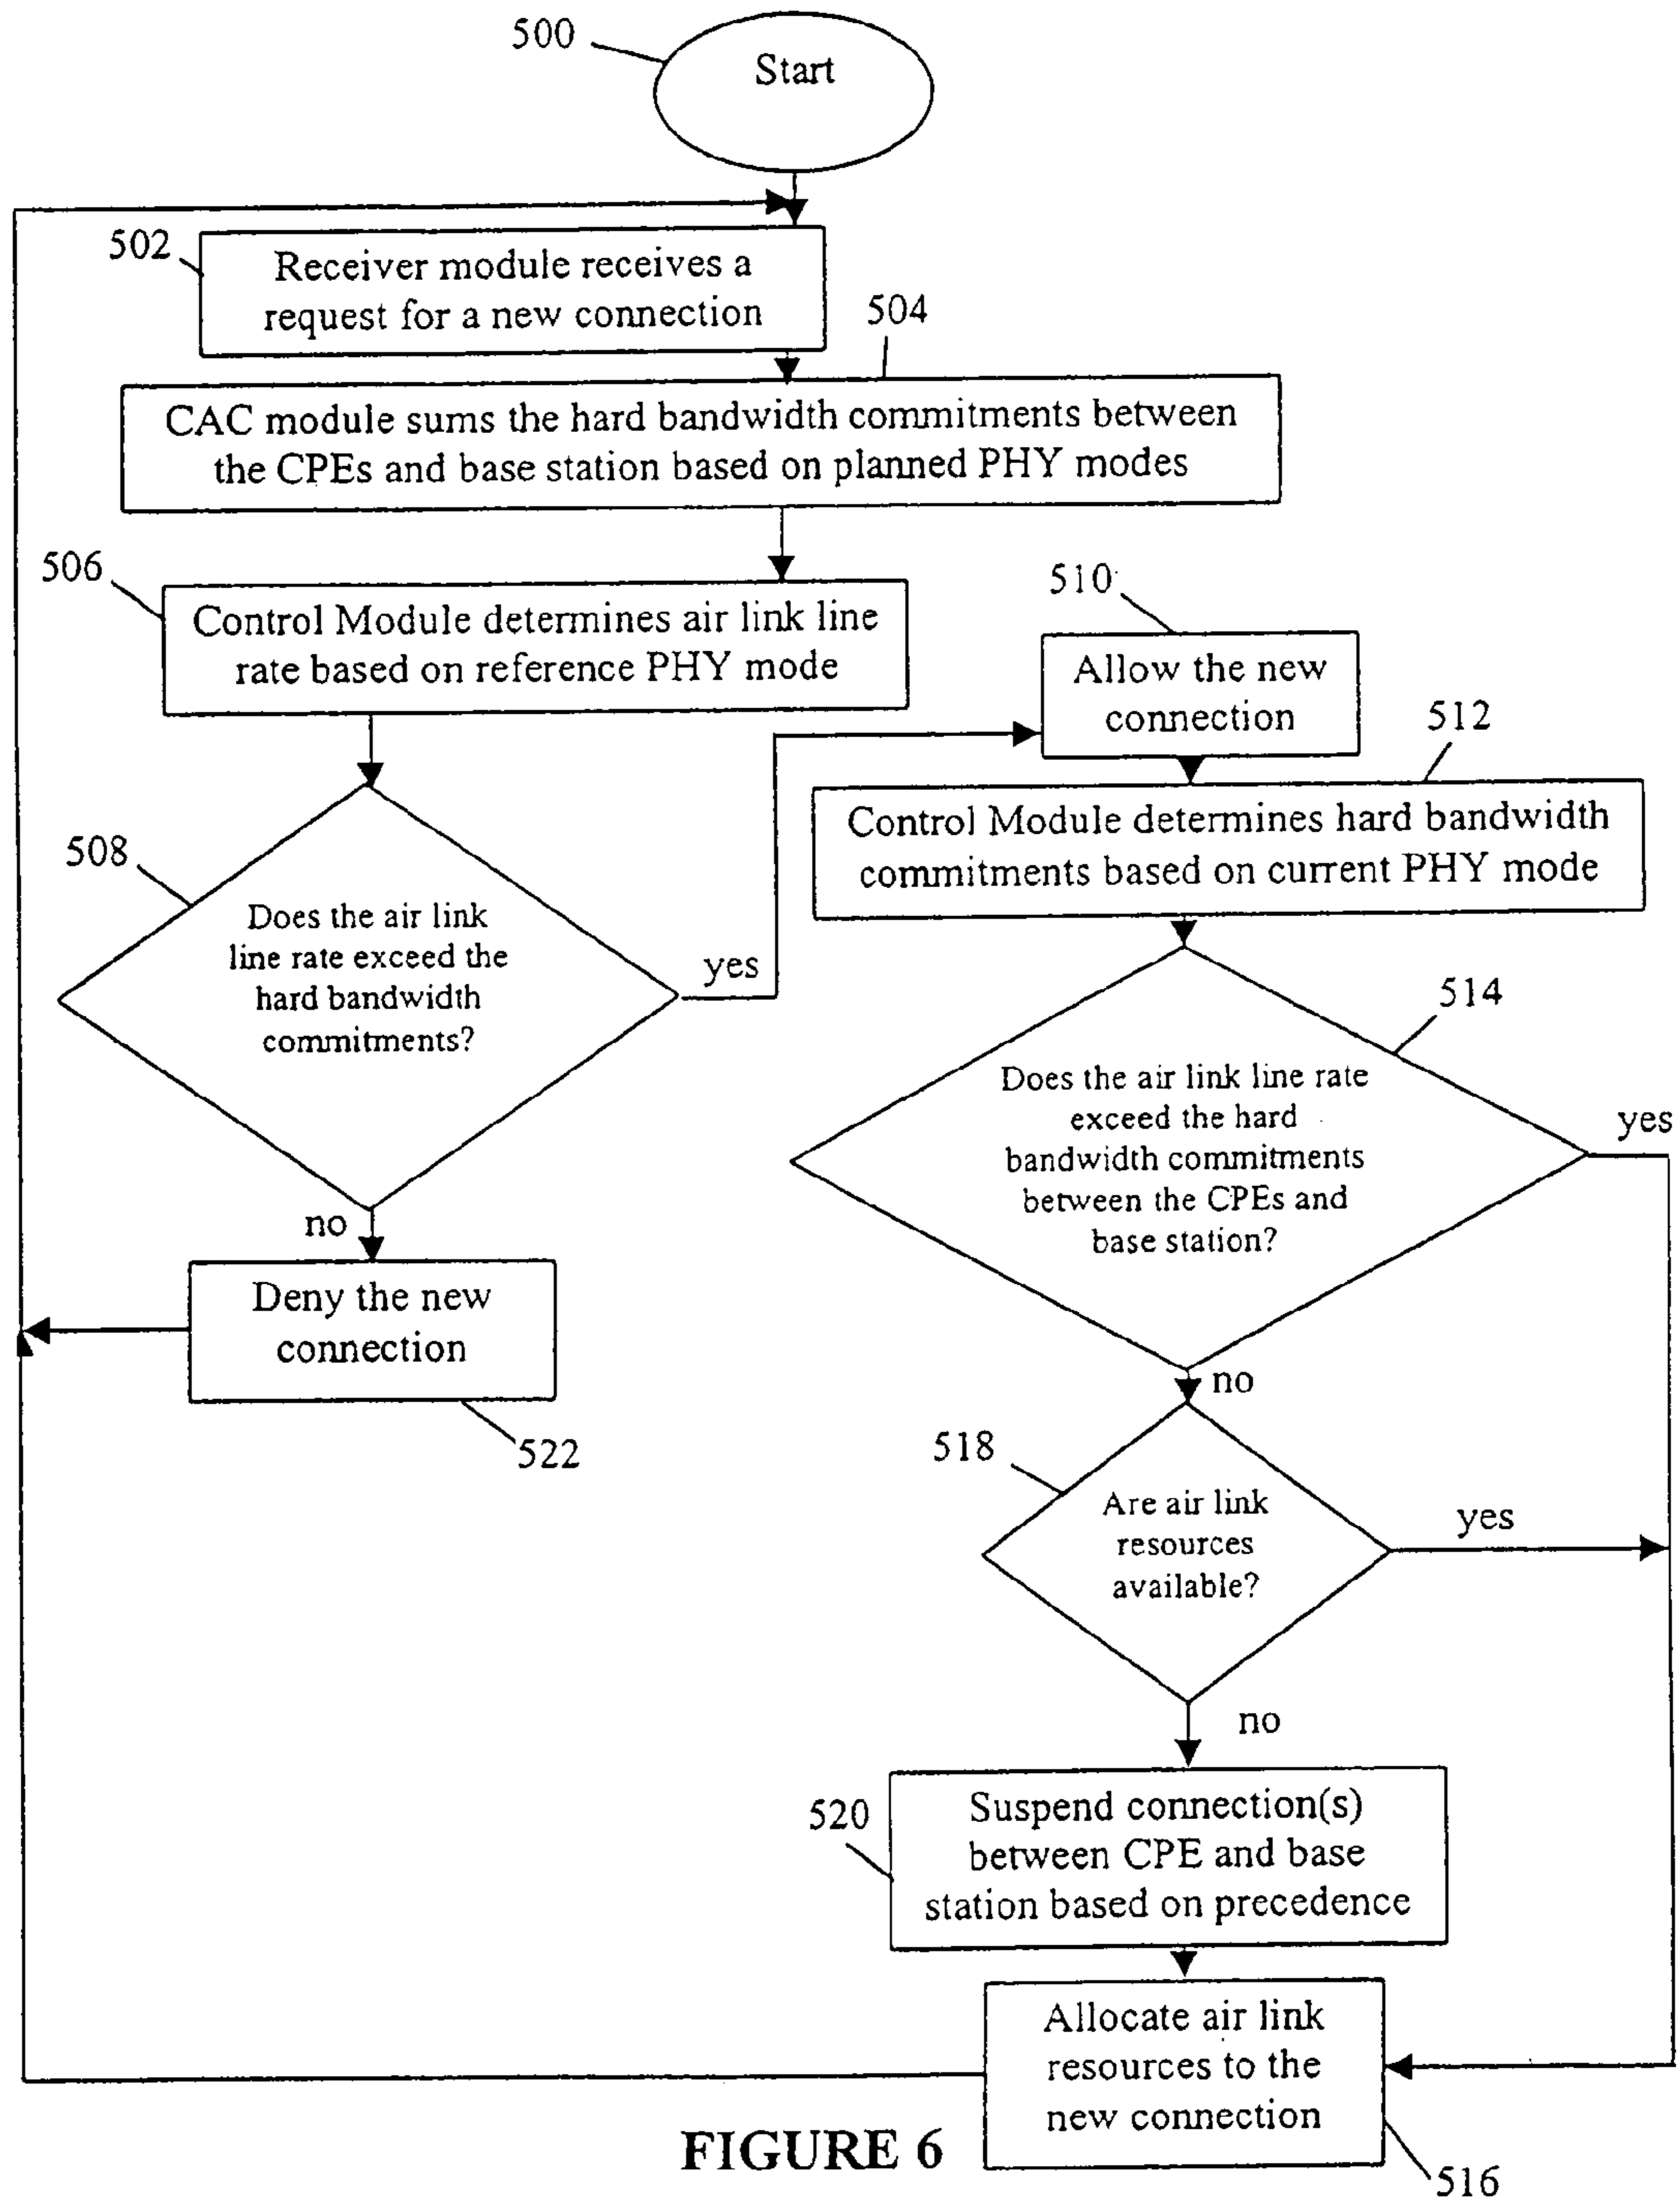 500
Start
502
Receiver module receives a
request for a new connection
504
CAC module sums the hard bandwidth commitments between
the CPEs and base station based on planned PHY modes
506
Control Module determines air link line
rate based on reference PHY mode
510
Allow the new
connection
512
Control Module determines hard bandwidth
commitments based on current PHY mode
508
Does the air link
line rate exceed the
hard bandwidth
commitments?
yes
514
Does the air link line rate
exceed the hard
bandwidth commitments
between the CPEs and
base station?
yes
no
Deny the new
connection
522
no
518
Are air link
resources
available?
yes
no
520
Suspend connection(s)
between CPE and base
station based on precedence
Allocate air link
resources to the
new connection
516
FIGURE 6